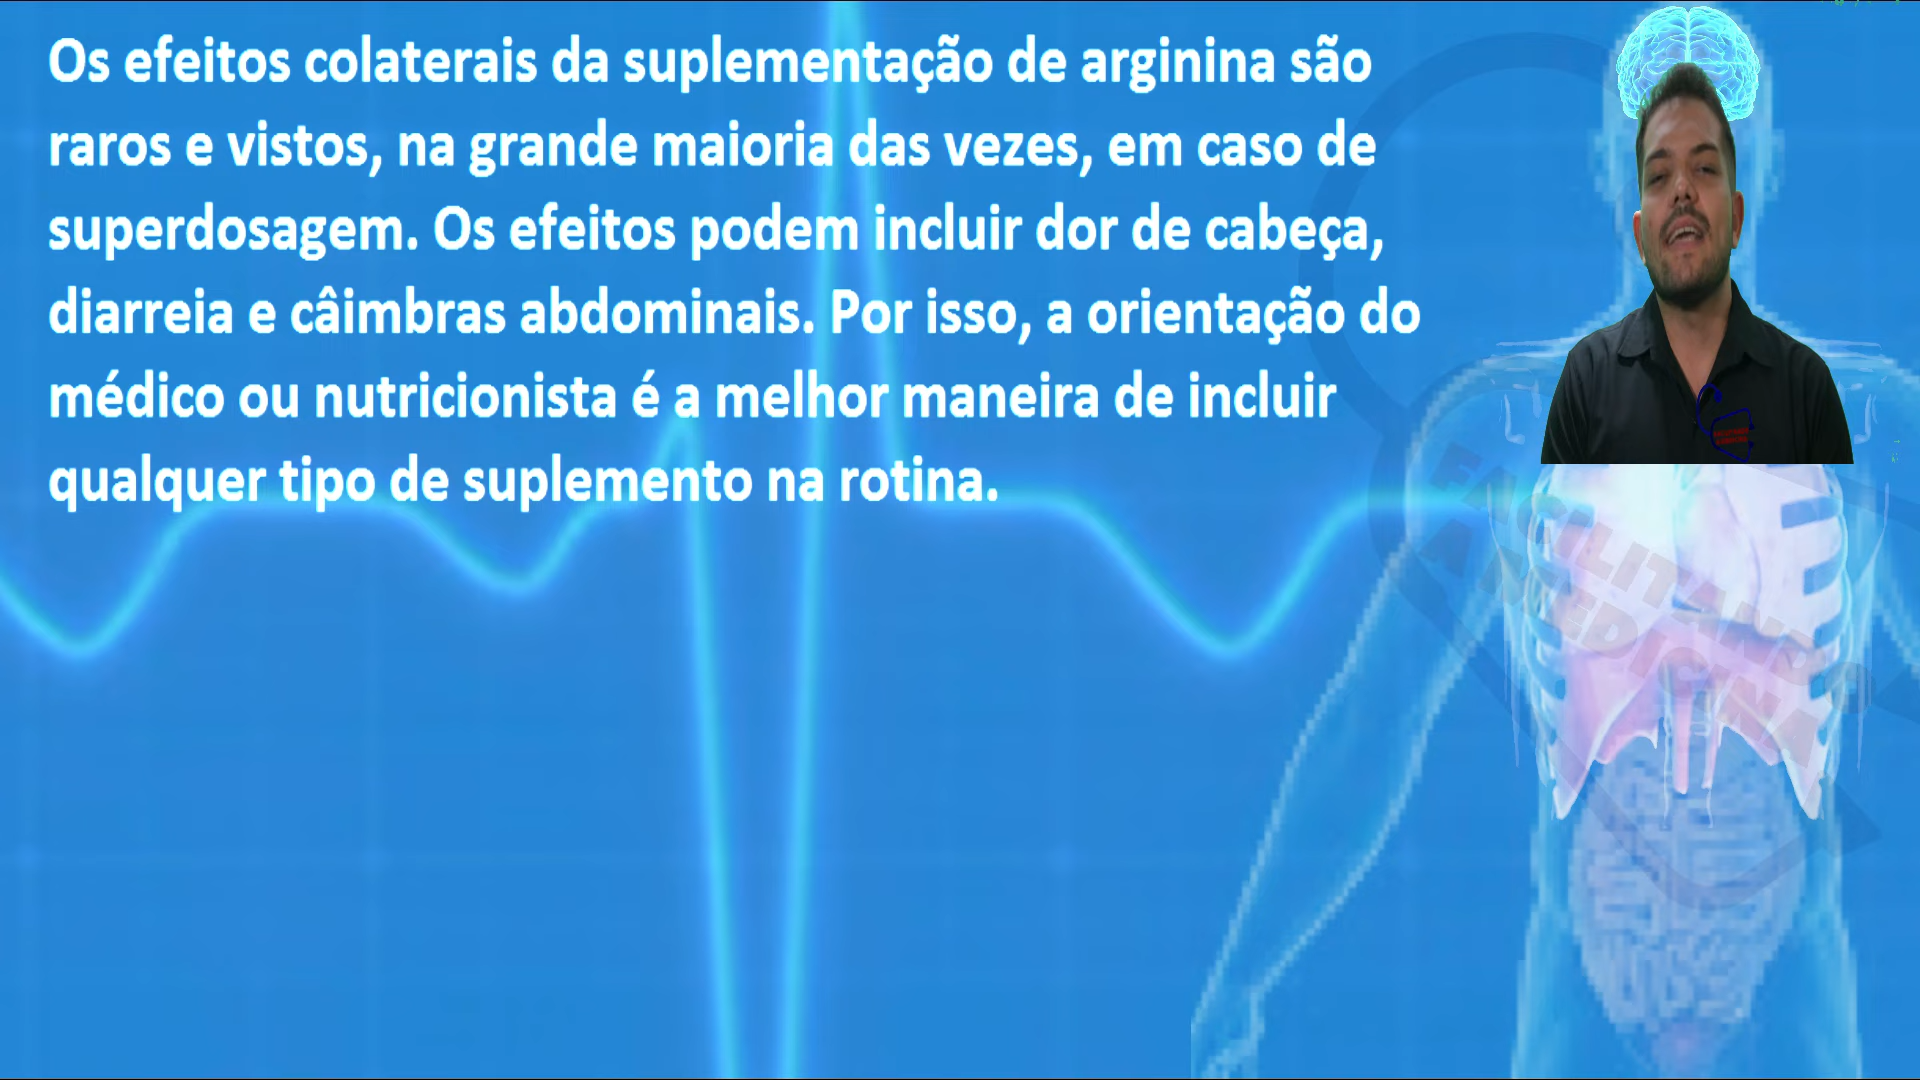 Os efeitos colaterais da suplementação de arginina são
raros e vistos, na grande maioria das vezes, em caso de
superdosagem. Os efeitos podem incluir dor de cabeça,
diarreia e câimbras abdominais. Por isso, a orientação do
médico ou nutricionista é a melhor maneira de incluir
qualquer tipo de suplemento na rotina.
FACILITANDO
A MEDICINA